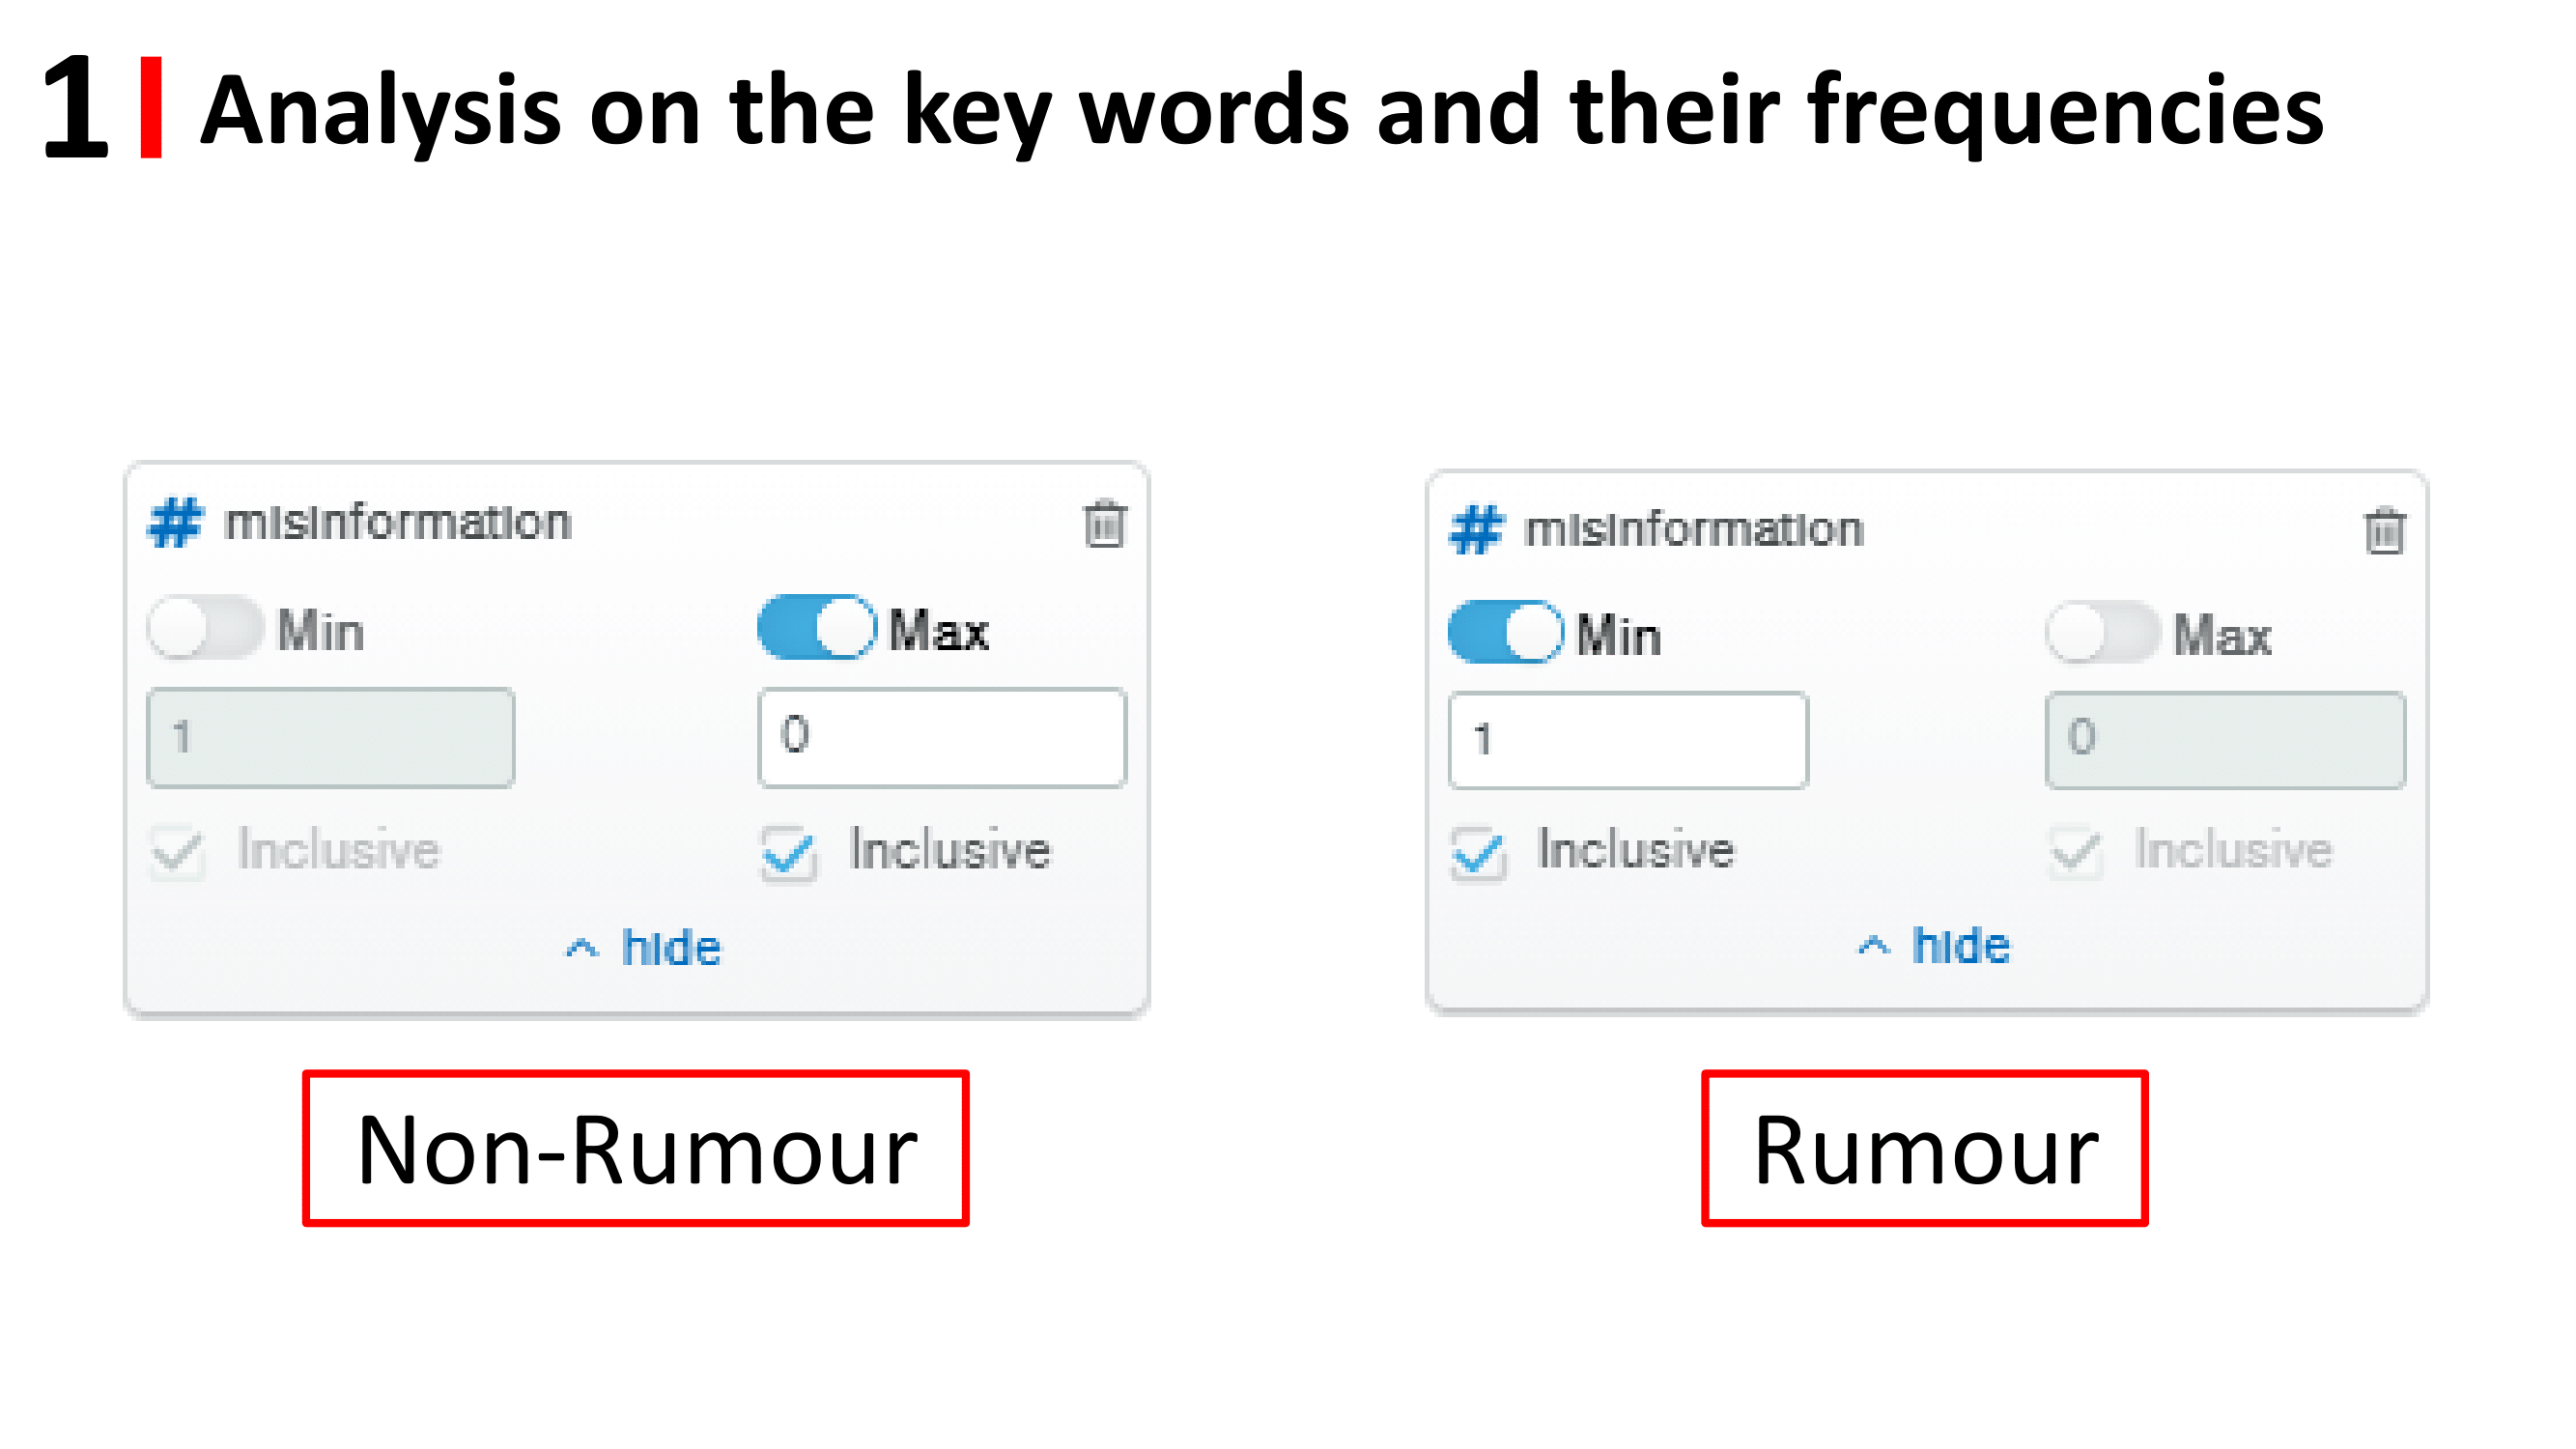 1 Analysis on the key words and their frequencies
# misinformation
Min Max
1 0
Inclusive Inclusive
^ hide
Non-Rumour
# misinformation
Min Max
1 0
Inclusive Inclusive
^ hide
Rumour